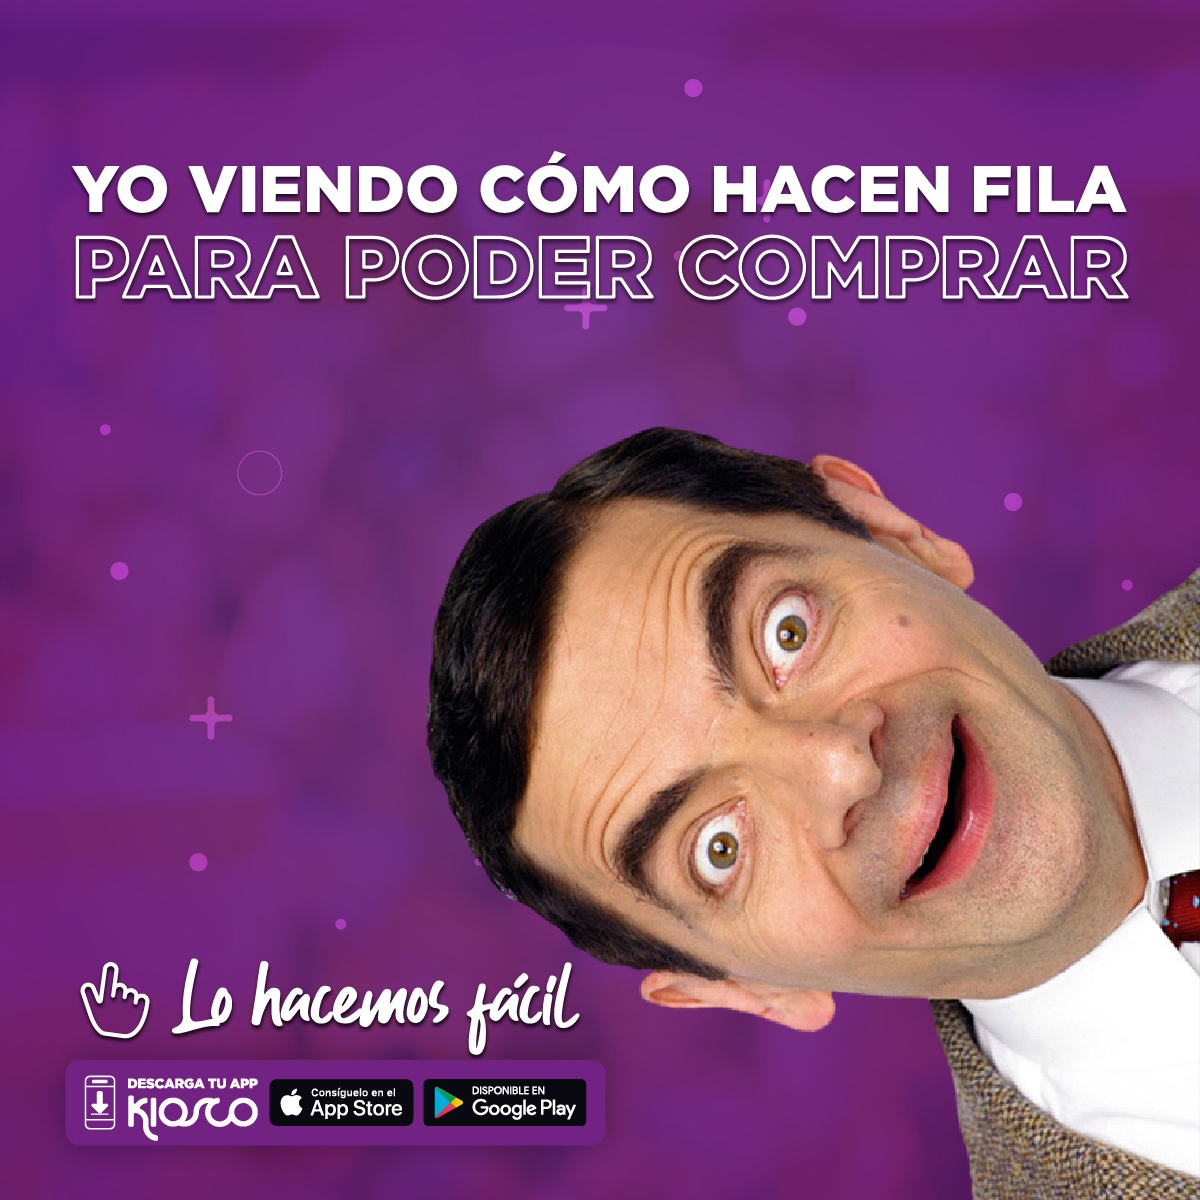 YO VIENDO CÓMO HACEN FILA
PARA PODER COMPRAR
Lo hacemos fácil
DESCARGA TU APP
KIOSCO
Consíguelo en el
App Store
DISPONIBLE EN
Google Play